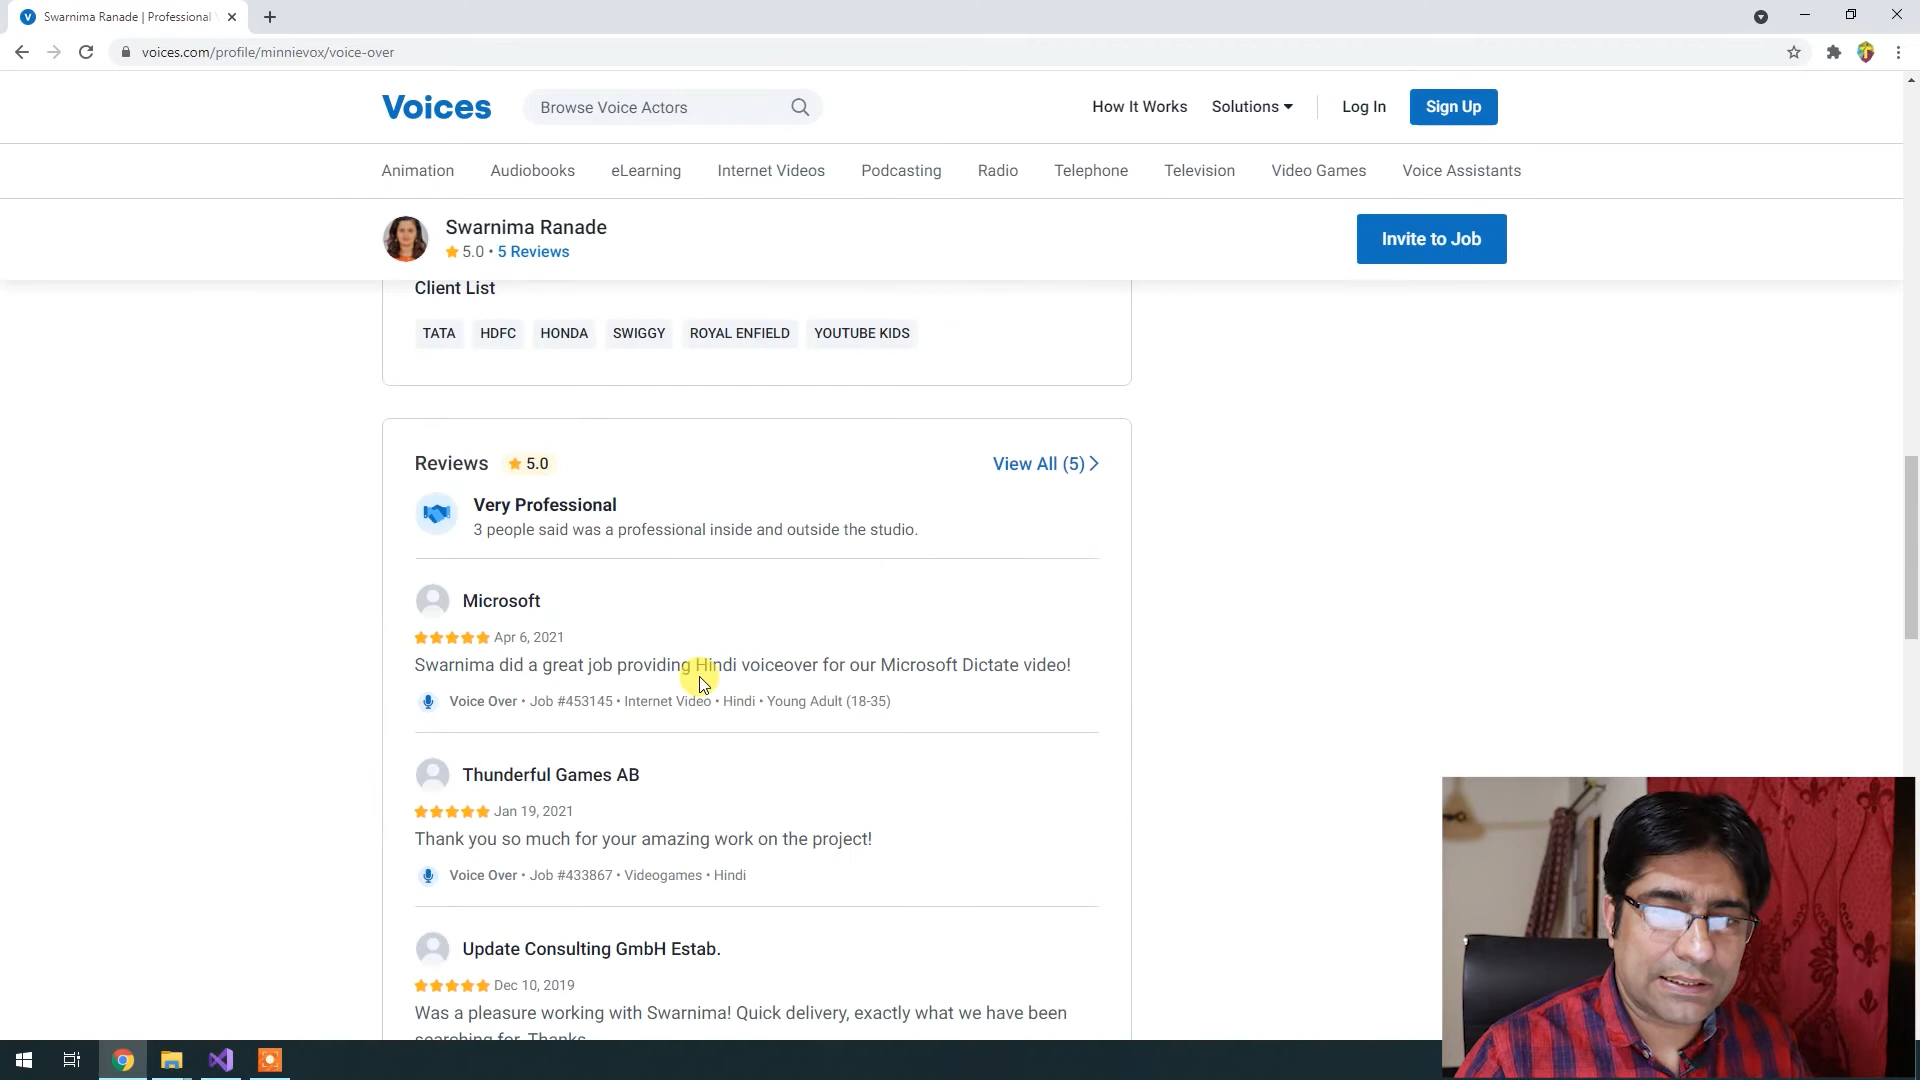 Swarnima Ranade | Professional
voices.com/profile/minnievox/voice-over
Voices
Browse Voice Actors
How It Works
Solutions
Log In
Sign Up
Animation
Audiobooks
eLearning
Internet Videos
Podcasting
Radio
Telephone
Television
Video Games
Voice Assistants
Swarnima Ranade
5.0 • 5 Reviews
Invite to Job
Client List
TATA
HDFC
HONDA
SWIGGY
ROYAL ENFIELD
YOUTUBE KIDS
Reviews
5.0
View All (5)
Very Professional
3 people said was a professional inside and outside the studio.
Microsoft
Apr 6, 2021
Swarnima did a great job providing Hindi voiceover for our Microsoft Dictate video!
Voice Over • Job #453145 • Internet Video • Hindi • Young Adult (18-35)
Thunderful Games AB
Jan 19, 2021
Thank you so much for your amazing work on the project!
Voice Over • Job #433867 • Videogames • Hindi
Update Consulting GmbH Estab.
Dec 10, 2019
Was a pleasure working with Swarnima! Quick delivery, exactly what we have been
searching for. Thanks